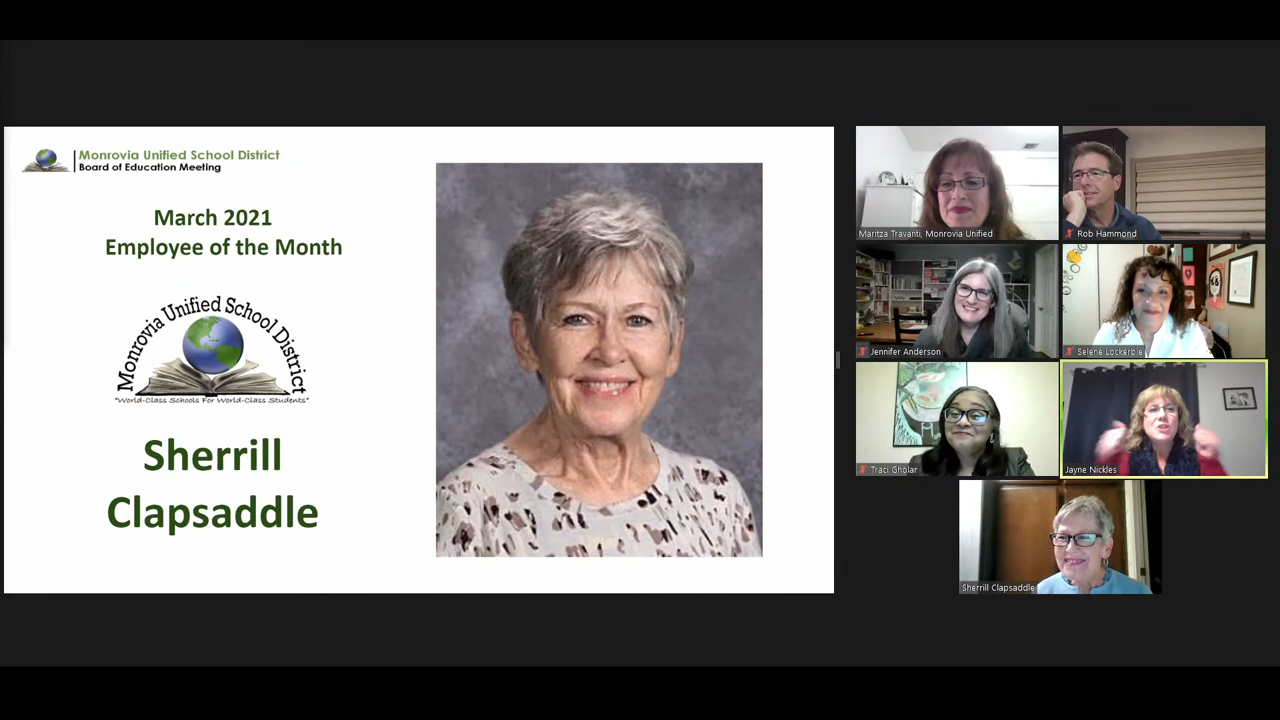 Monrovia Unified School District
Board of Education Meeting
March 2021
Employee of the Month
Monrovia Unified School District
"World-Class Schools For World-Class Students"
Sherrill
Clapsaddle
Maritza Travanti, Monrovia Unified
Rob Hammond
Jennifer Anderson
Selene Lockerbie
Traci Gholar
Jayne Nickles
Sherrill Clapsaddle